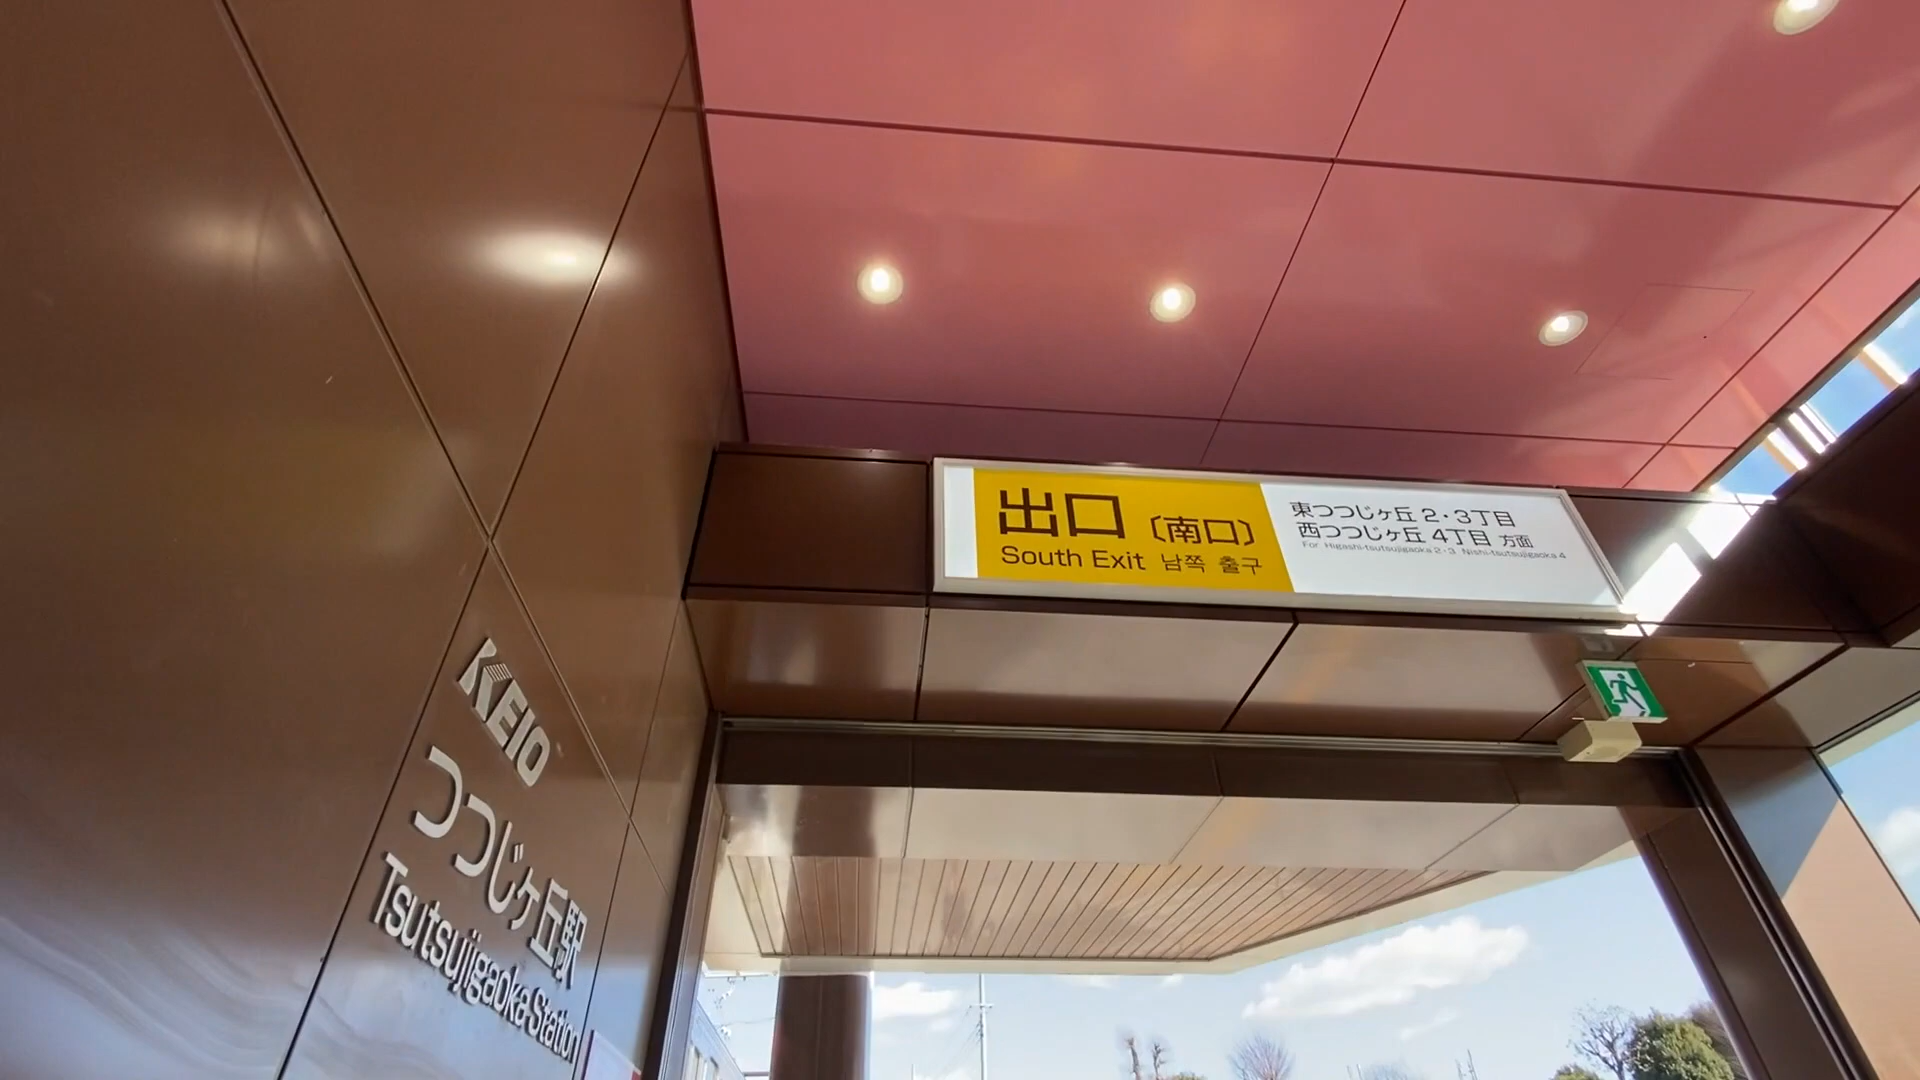 出口〔南口〕
South Exit 남쪽 출구
東つつじヶ丘 2・3丁目
西つつじヶ丘 4丁目 方面
For Higashi-tsutsujigaoka 2・3 Nishi-tsutsujigaoka 4
KEIO
つつじヶ丘駅
Tsutsujigaoka Station